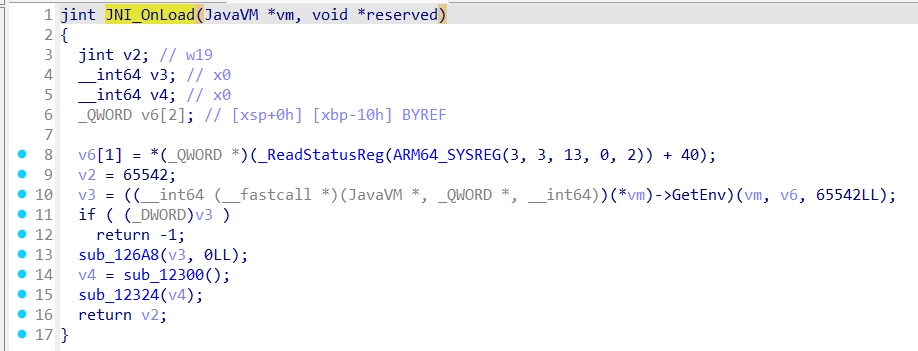 1 jint JNI_OnLoad(JavaVM *vm, void *reserved)
2 {
3 jint v2; // w19
4 __int64 v3; // x0
5 __int64 v4; // x0
6 _QWORD v6[2]; // [xsp+0h] [xbp-10h] BYREF
7
8 v6[1] = *(_QWORD *)(_ReadStatusReg(ARM64_SYSREG(3, 3, 13, 0, 2)) + 40);
9 v2 = 65542;
10 v3 = ((__int64 (__fastcall *)(JavaVM *, _QWORD *, __int64))(*vm)->GetEnv)(vm, v6, 65542LL);
11 if ( (_DWORD)v3 )
12 return -1;
13 sub_126A8(v3, 0LL);
14 v4 = sub_12300();
15 sub_12324(v4);
16 return v2;
17 }